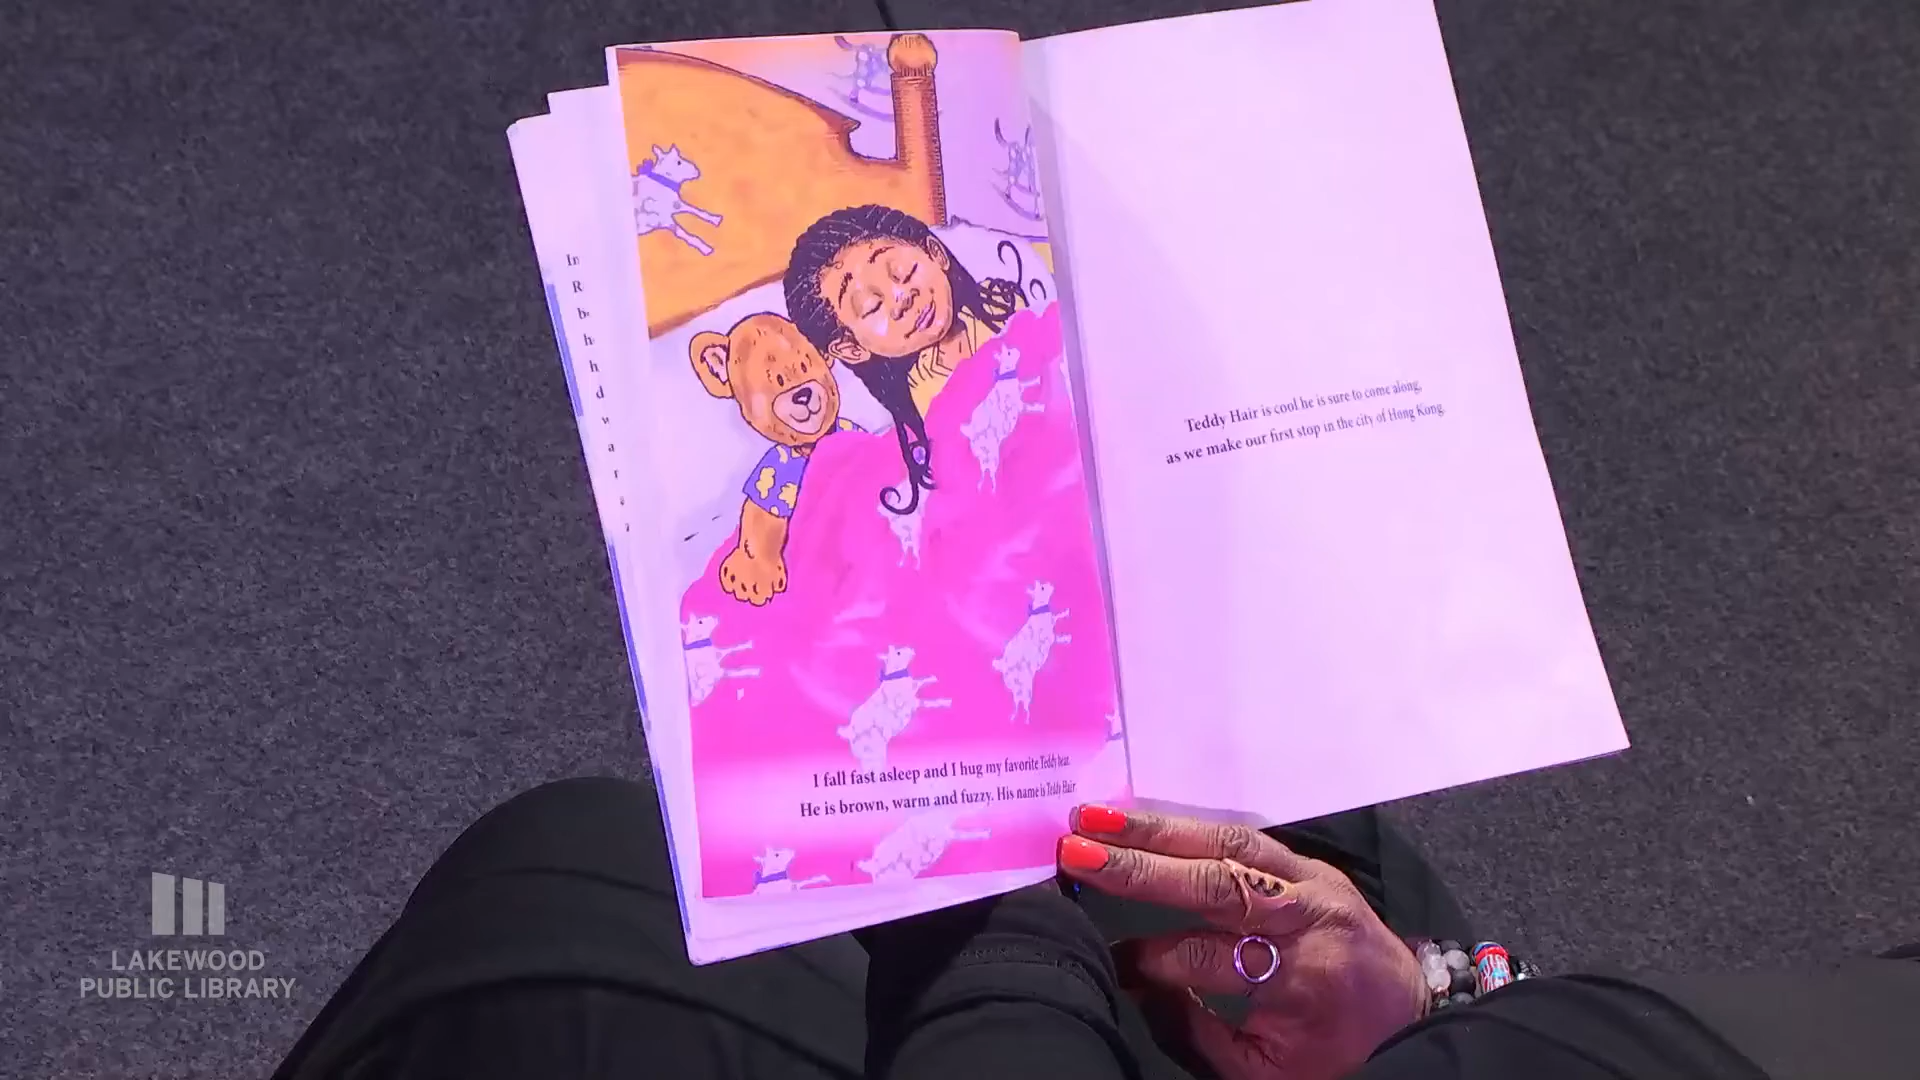 In
R
b
h
h
d
w
a
r
I fall fast asleep and I hug my favorite Teddy bear.
He is brown, warm and fuzzy. His name is Teddy Hair
Teddy Hair is cool he is sure to come along,
as we make our first stop in the city of Hong Kong.
LAKEWOOD
PUBLIC LIBRARY